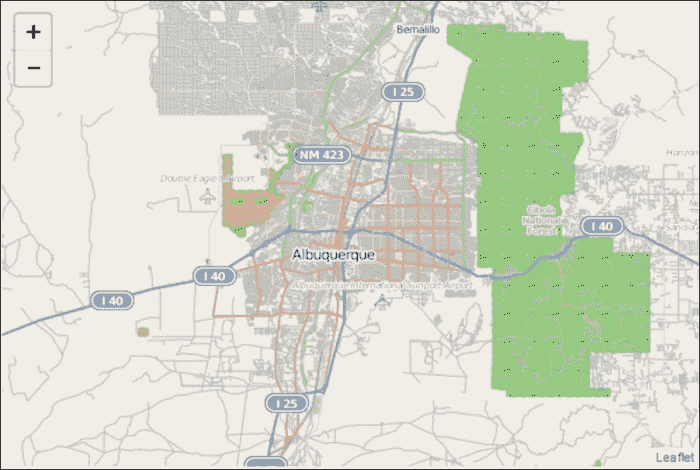 +
−
Bernalillo
I 25
NM 423
Horizon
Double Eagle II Airport
Cibola
National
Forest
I 40
Sandia
Albuquerque
I 40
Albuquerque International Sunport Airport
I 40
I 25
Leaflet